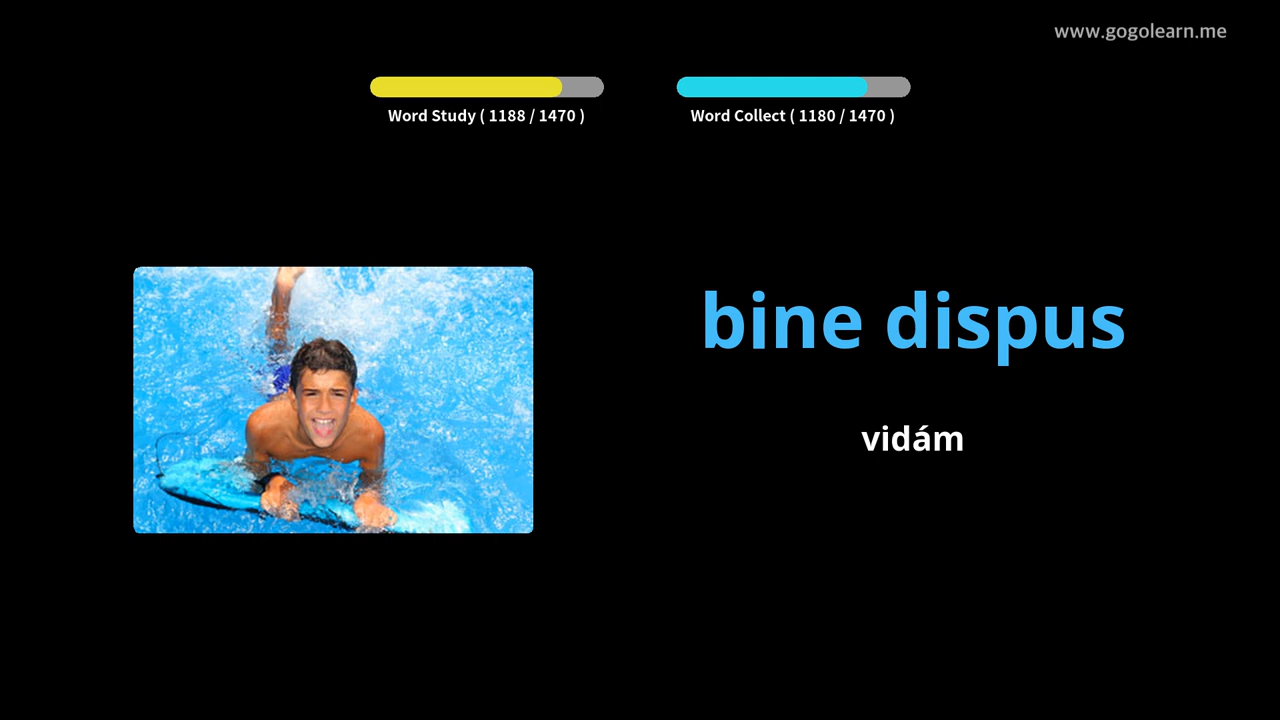 www.gogolearn.me
Word Study ( 1188 / 1470 )
Word Collect ( 1180 / 1470 )
bine dispus
vidám